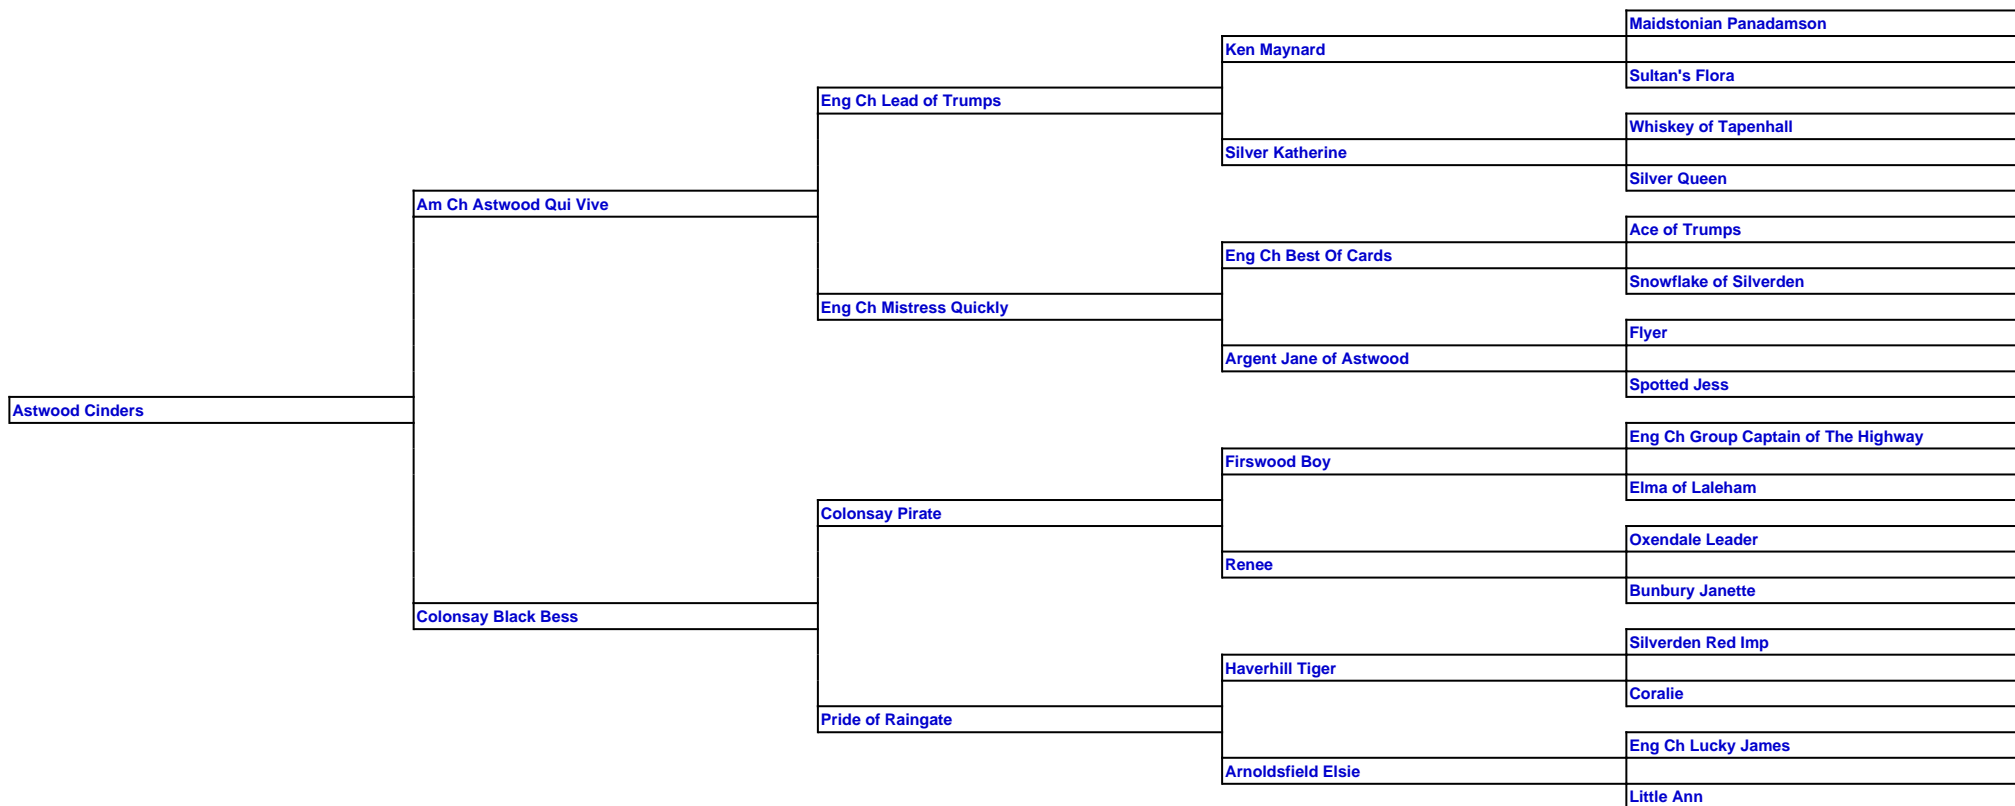 Maidstonian Panadamson
Ken Maynard
Sultan's Flora
Eng Ch Lead of Trumps
Whiskey of Tapenhall
Silver Katherine
Silver Queen
Am Ch Astwood Qui Vive
Ace of Trumps
Eng Ch Best Of Cards
Snowflake of Silverden
Eng Ch Mistress Quickly
Flyer
Argent Jane of Astwood
Spotted Jess
Astwood Cinders
Eng Ch Group Captain of The Highway
Firswood Boy
Elma of Laleham
Colonsay Pirate
Oxendale Leader
Renee
Bunbury Janette
Colonsay Black Bess
Silverden Red Imp
Haverhill Tiger
Coralie
Pride of Raingate
Eng Ch Lucky James
Arnoldsfield Elsie
Little Ann